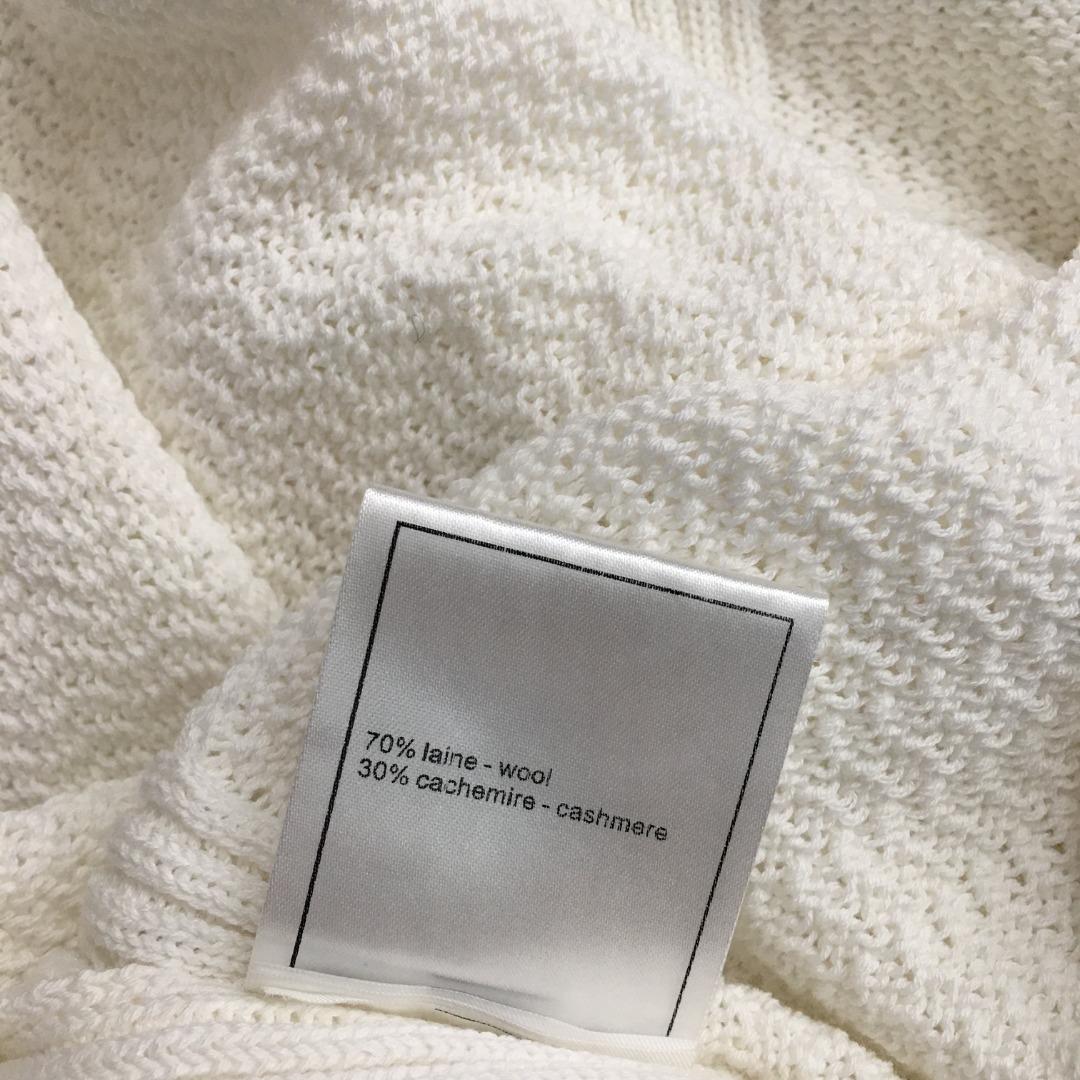 70% laine - wool
30% cachemire - cashmere